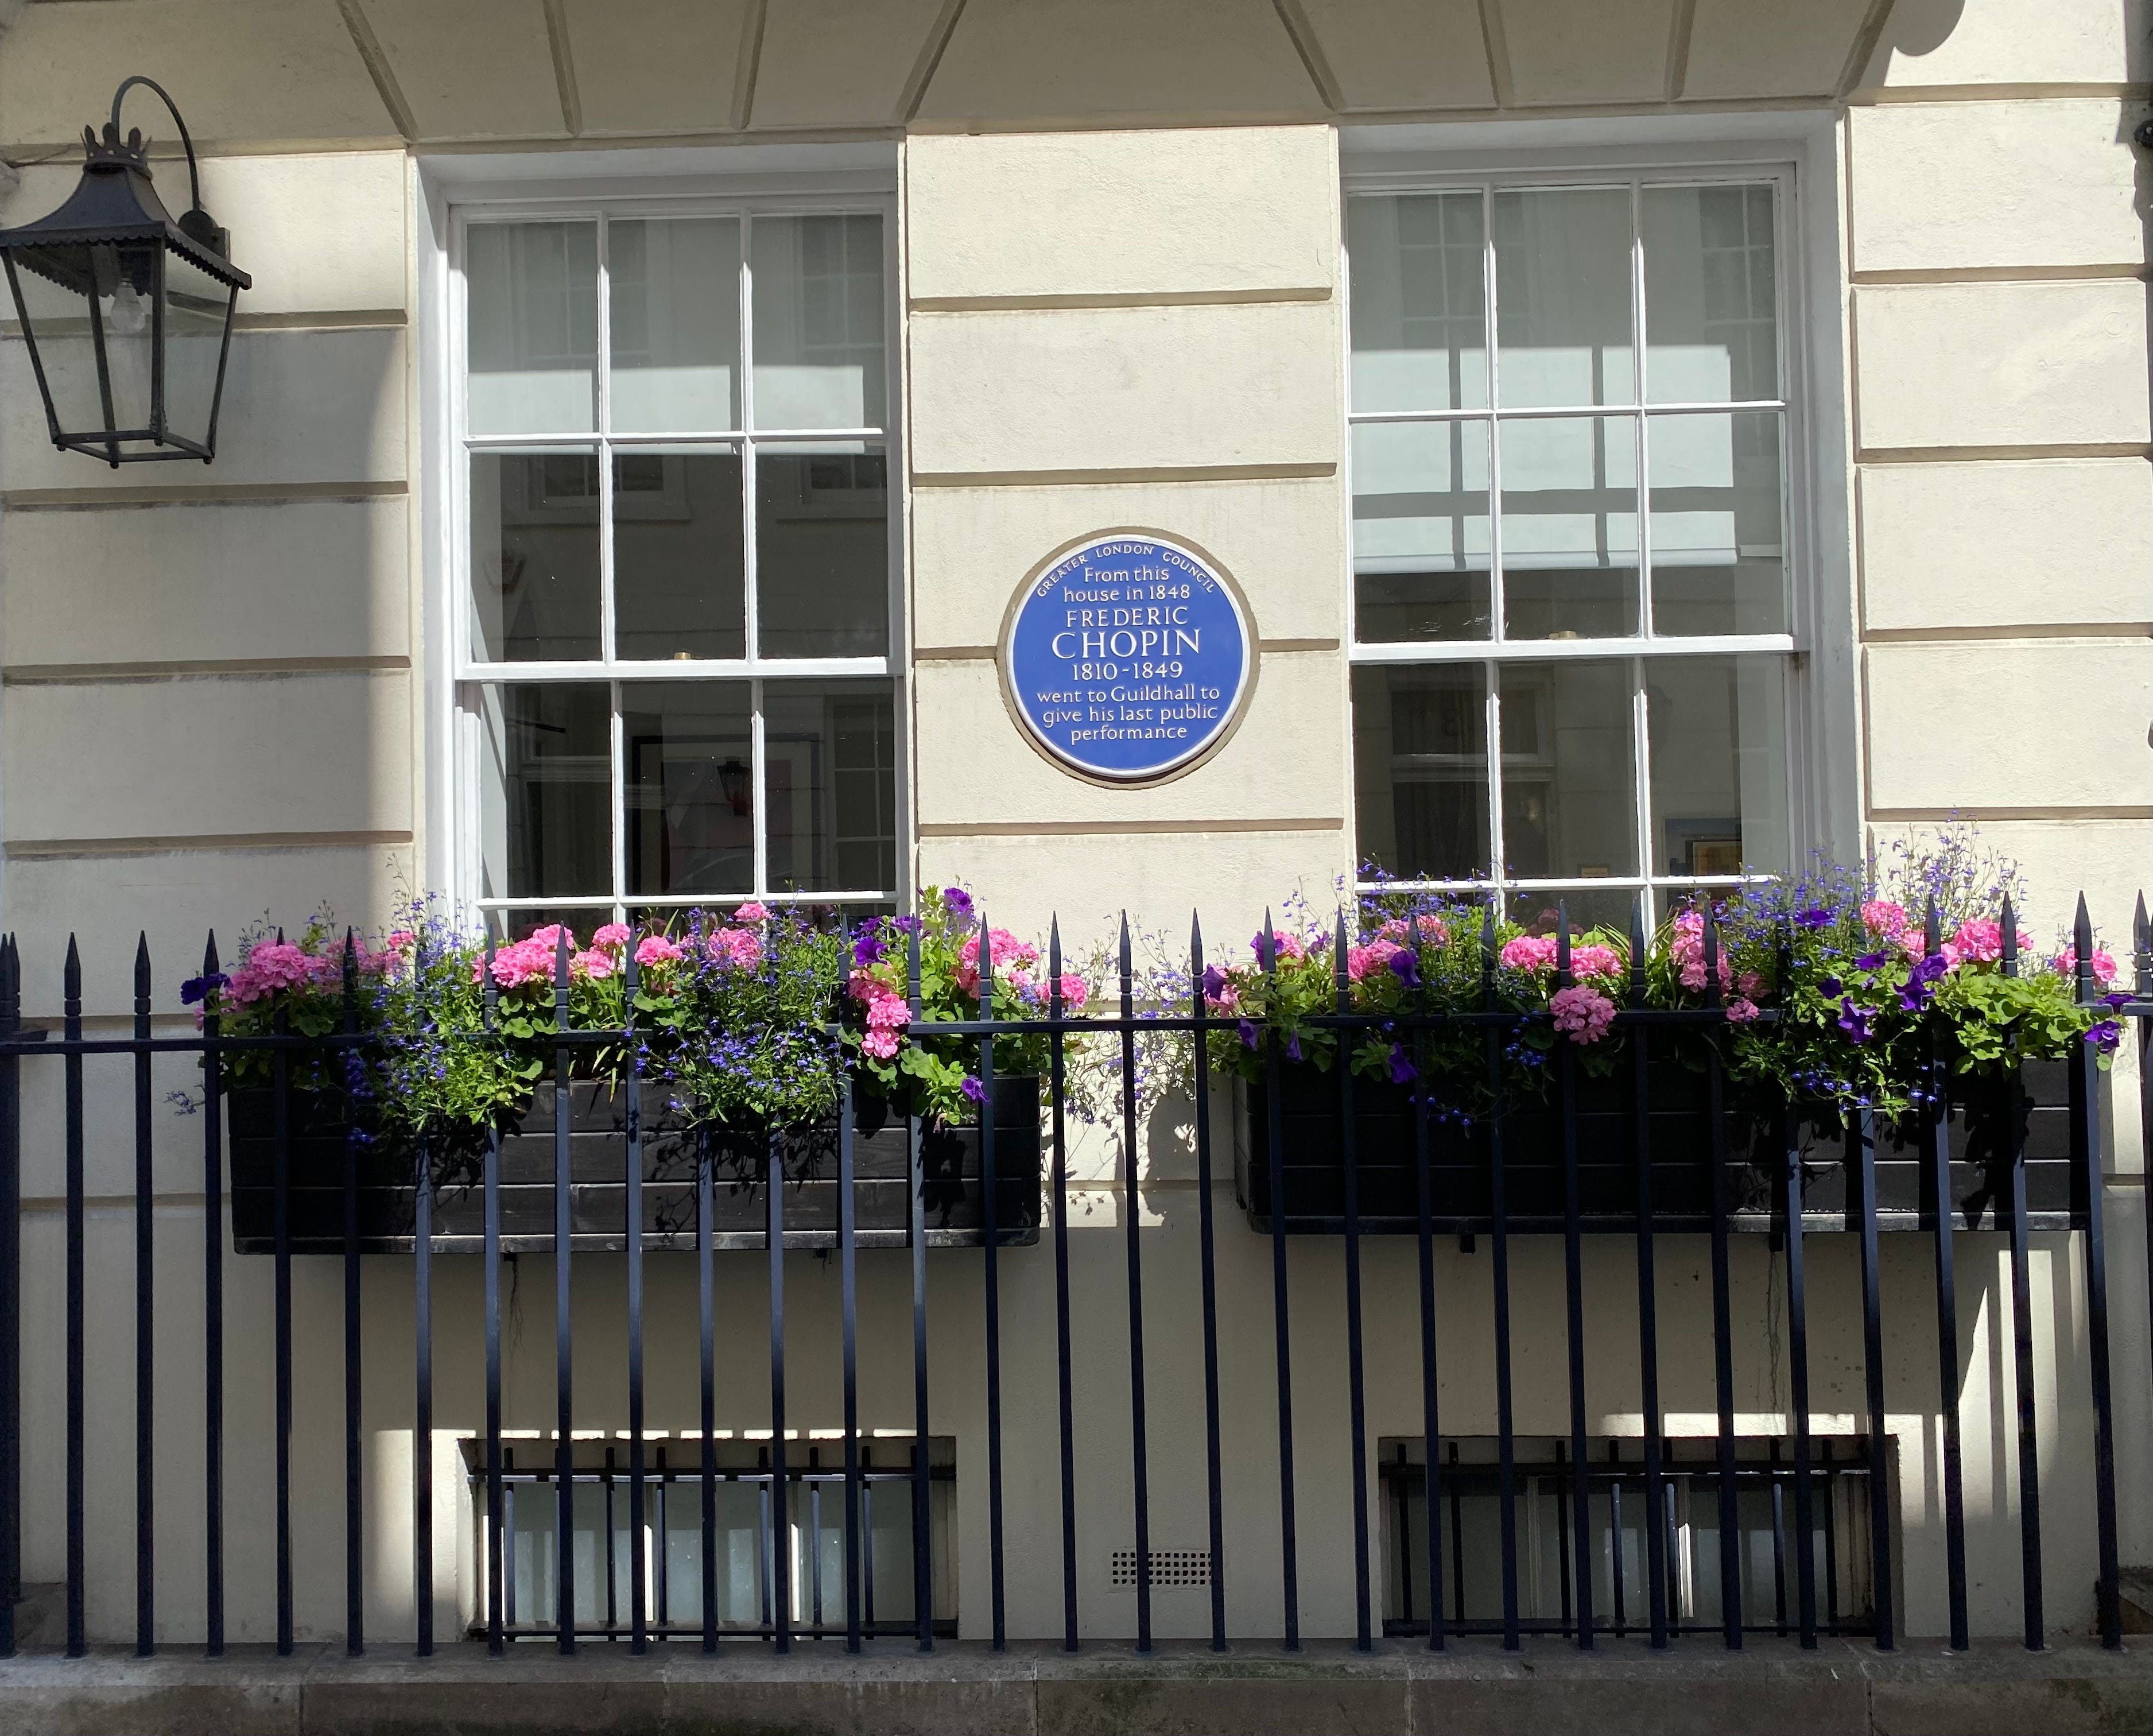 GREATER LONDON COUNCIL
From this
house in 1848
FREDERIC
CHOPIN
1810-1849
went to Guildhall to
give his last public
performance